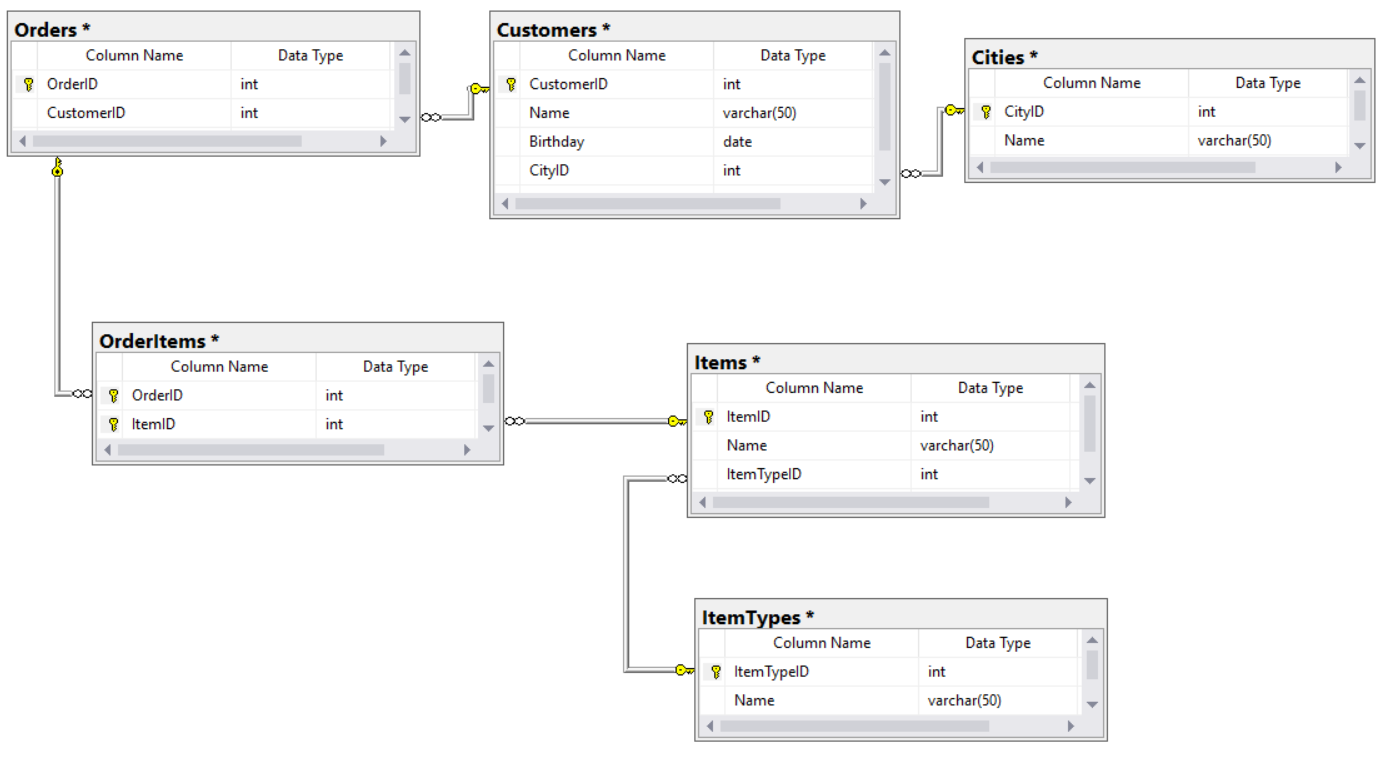 Orders *
Column Name Data Type
OrderID int
CustomerID int
Customers *
Column Name Data Type
CustomerID int
Name varchar(50)
Birthday date
CityID int
Cities *
Column Name Data Type
CityID int
Name varchar(50)
OrderItems *
Column Name Data Type
OrderID int
ItemID int
Items *
Column Name Data Type
ItemID int
Name varchar(50)
ItemTypeID int
ItemTypes *
Column Name Data Type
ItemTypeID int
Name varchar(50)